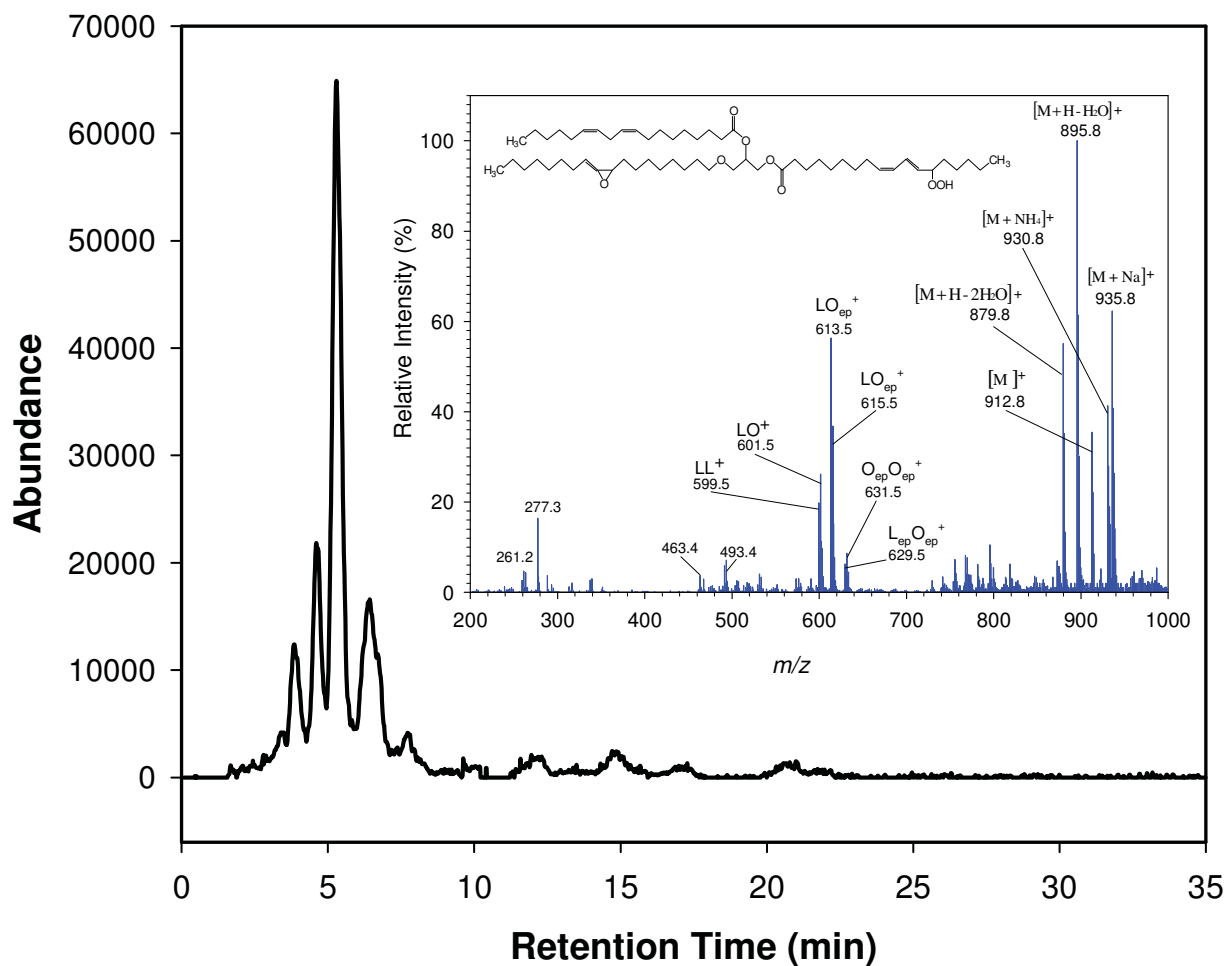 70000
60000
50000
40000
30000
20000
10000
0
Abundance
0 5 10 15 20 25 30 35
Retention Time (min)
100
80
60
40
20
0
Relative Intensity (%)
200 300 400 500 600 700 800 900 1000
m/z
H₃C
O
O
H₃C
O
O
O
O
OOH
CH₃
[M+H-H2O]+
895.8
[M + NH₄]+
930.8
[M + Na]+
935.8
[M+H-2H2O]+
879.8
[M ]+
912.8
LOep+
613.5
LOep+
615.5
LO+
601.5
LL+
599.5
OepOep+
631.5
LepOep+
629.5
277.3
261.2
463.4
493.4